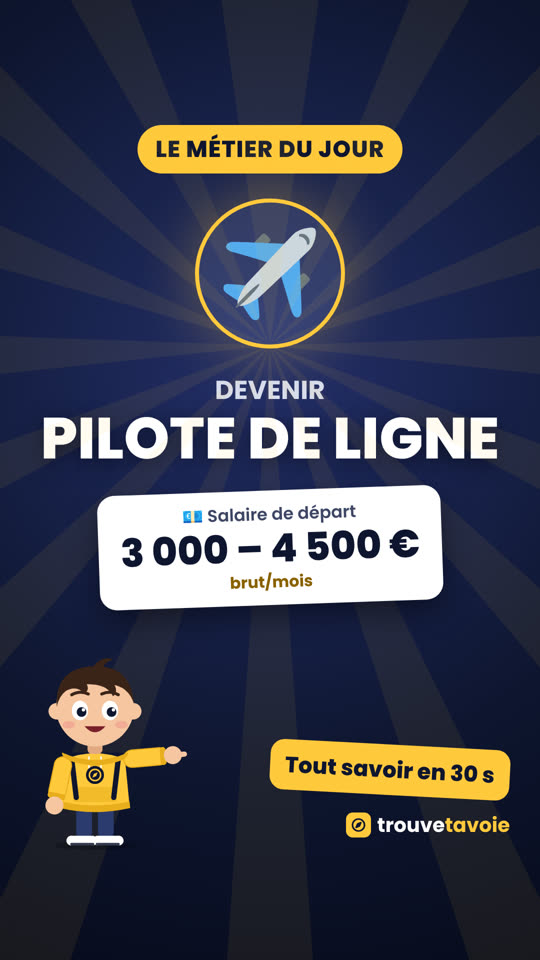 LE MÉTIER DU JOUR
DEVENIR
PILOTE DE LIGNE
💶 Salaire de départ
3 000 – 4 500 €
brut/mois
Tout savoir en 30 s
trouvetavoie